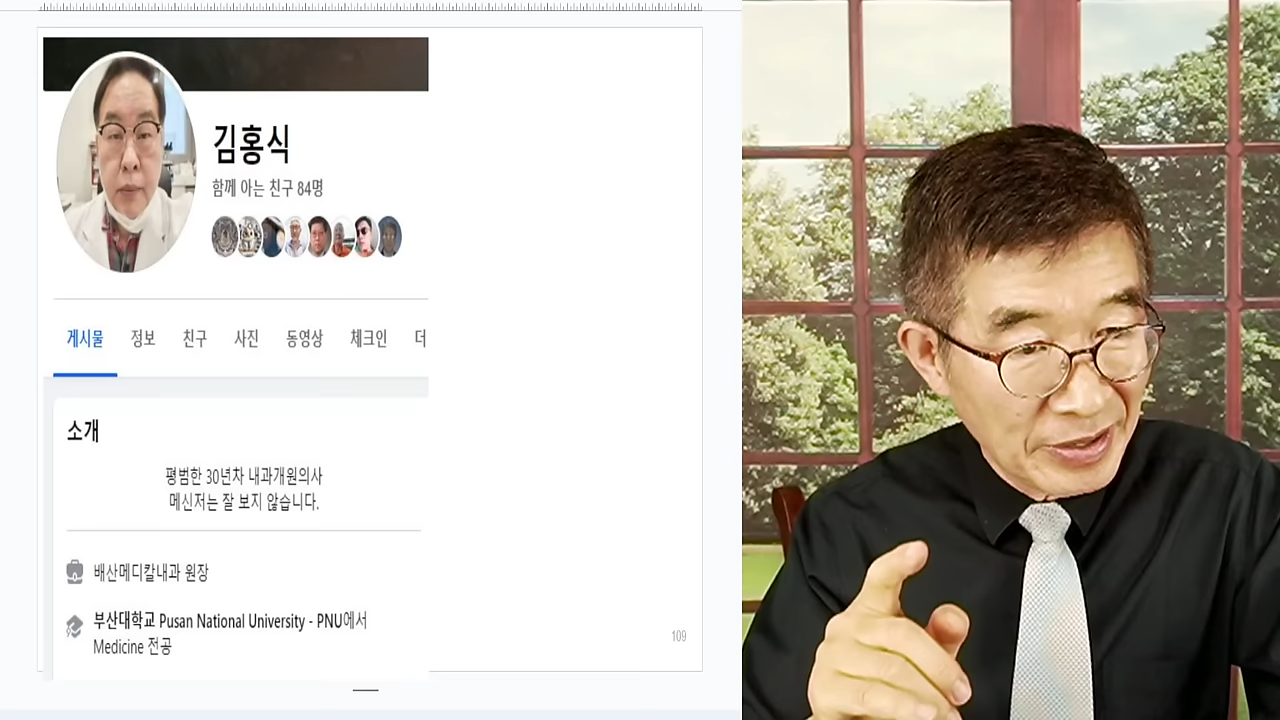 김홍식
함께 아는 친구 84명
게시물 정보 친구 사진 동영상 체크인 더
소개
평범한 30년차 내과개원의사
메신저는 잘 보지 않습니다.
배산메디칼내과 원장
부산대학교 Pusan National University - PNU에서
Medicine 전공
109